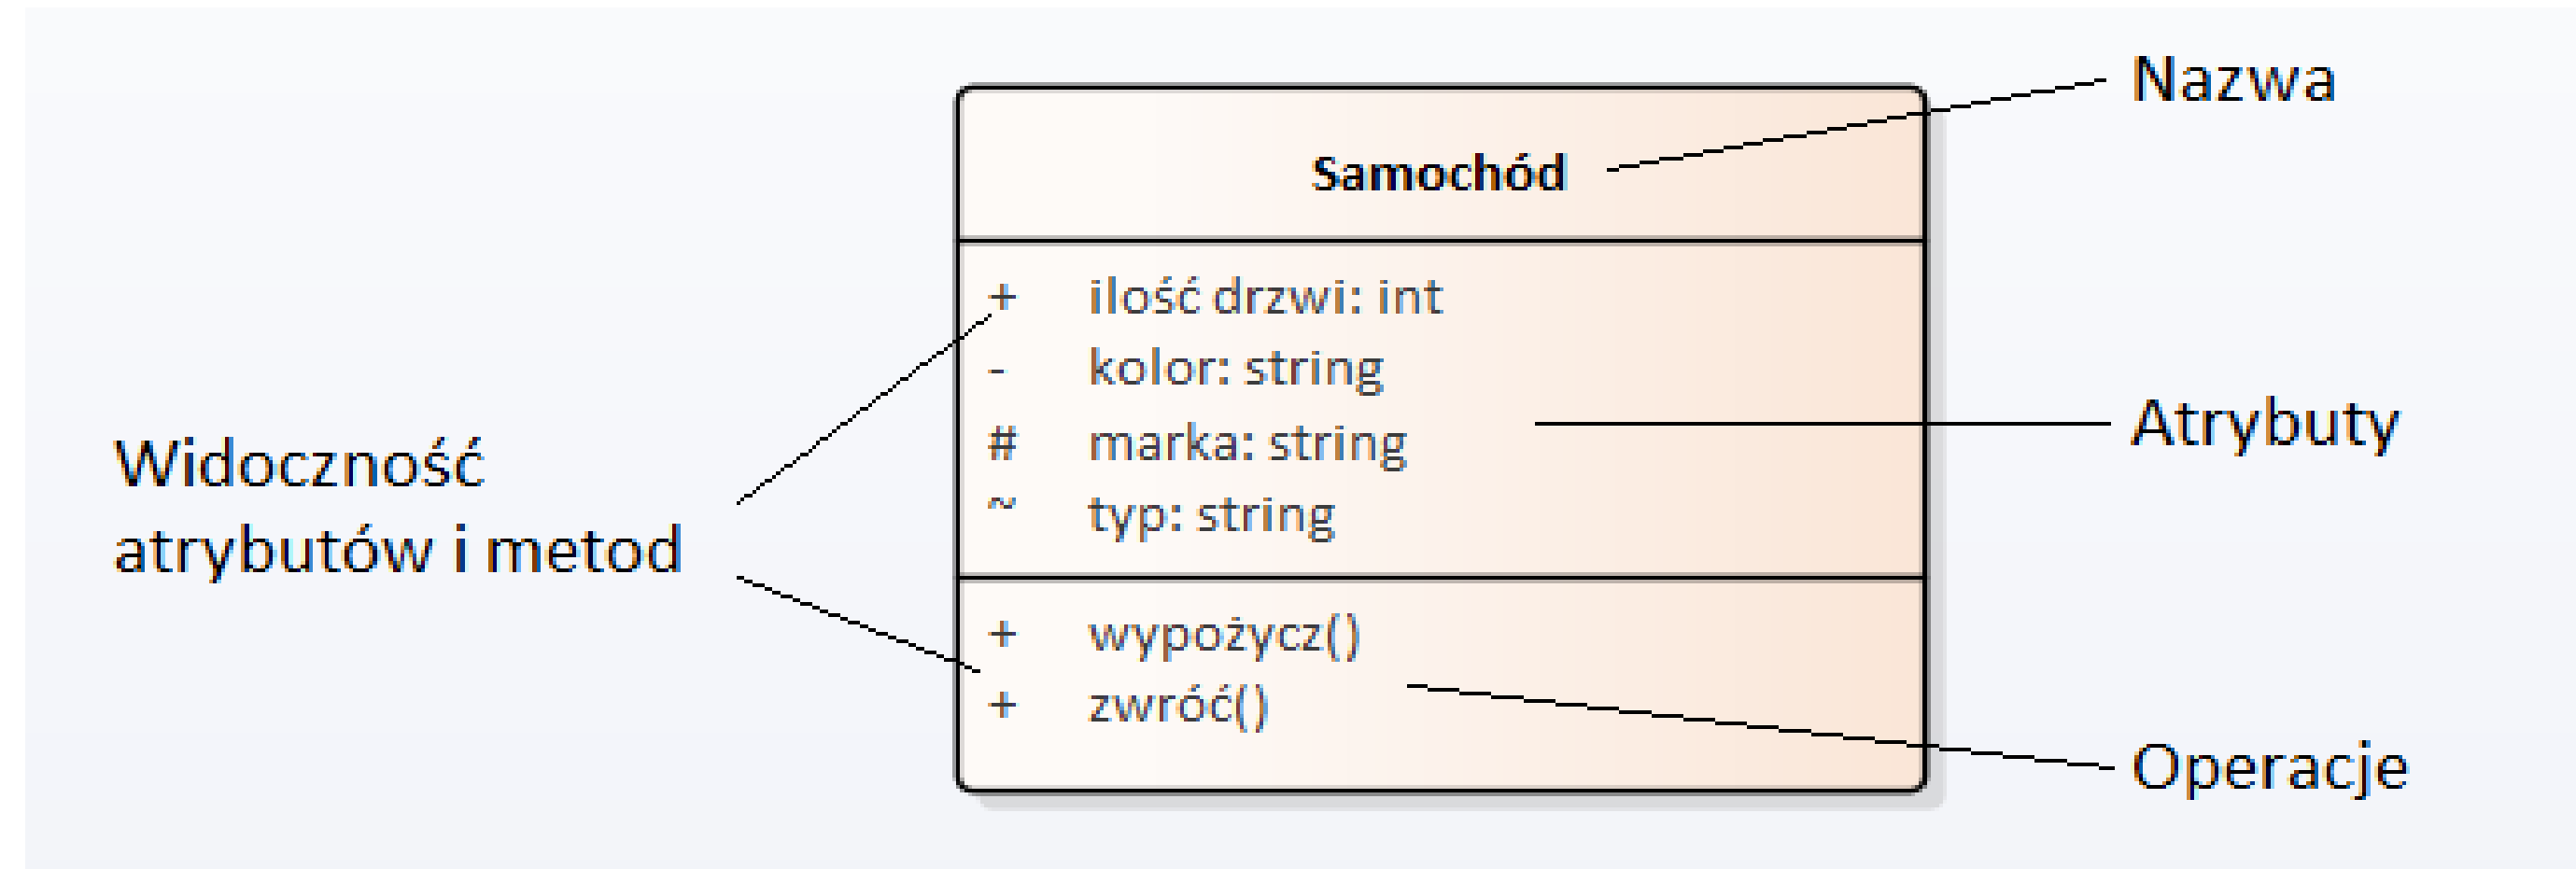 Nazwa
Samochód
+ ilość drzwi: int
- kolor: string
# marka: string
~ typ: string
Atrybuty
Widoczność
atrybutów i metod
+ wypożycz()
+ zwróć()
Operacje